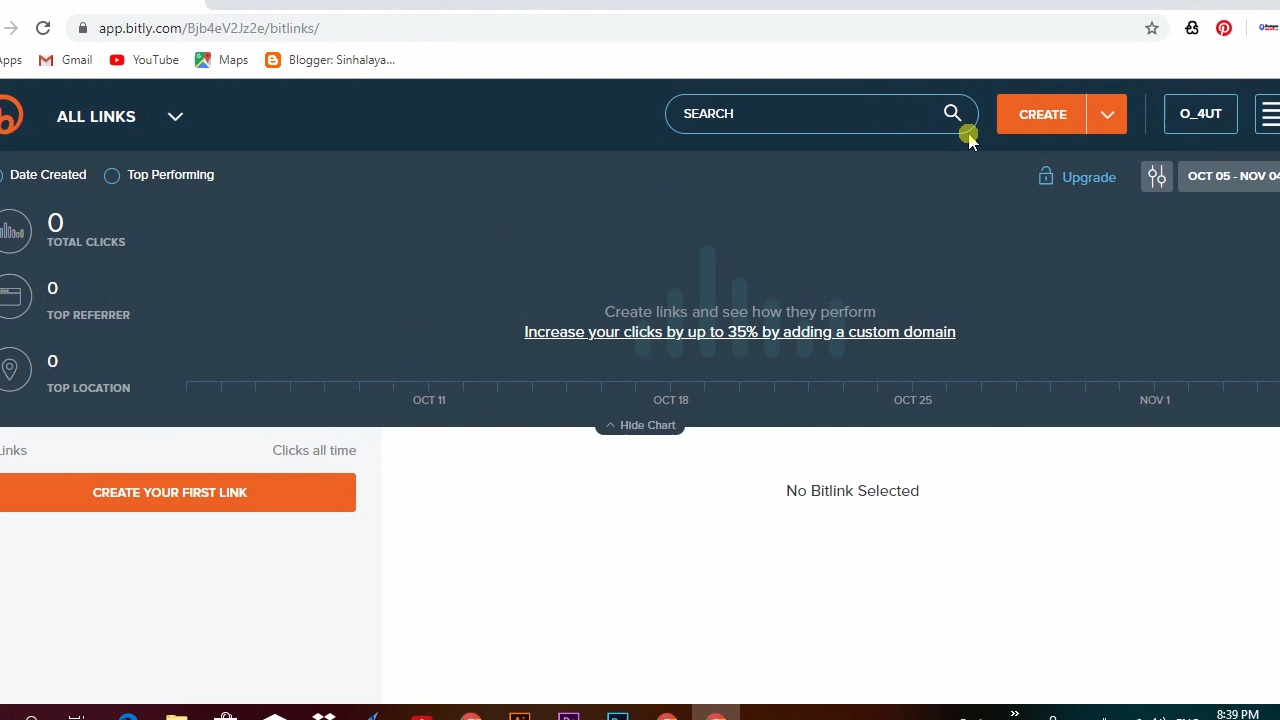 app.bitly.com/Bjb4eV2Jz2e/bitlinks/
Apps Gmail YouTube Maps Blogger: Sinhalaya...
ALL LINKS SEARCH CREATE O_4UT
Date Created Top Performing Upgrade OCT 05 - NOV 04
0
TOTAL CLICKS
0
TOP REFERRER
Create links and see how they perform
Increase your clicks by up to 35% by adding a custom domain
0
TOP LOCATION
OCT 11 OCT 18 OCT 25 NOV 1
Hide Chart
Links Clicks all time
CREATE YOUR FIRST LINK
No Bitlink Selected
8:39 PM